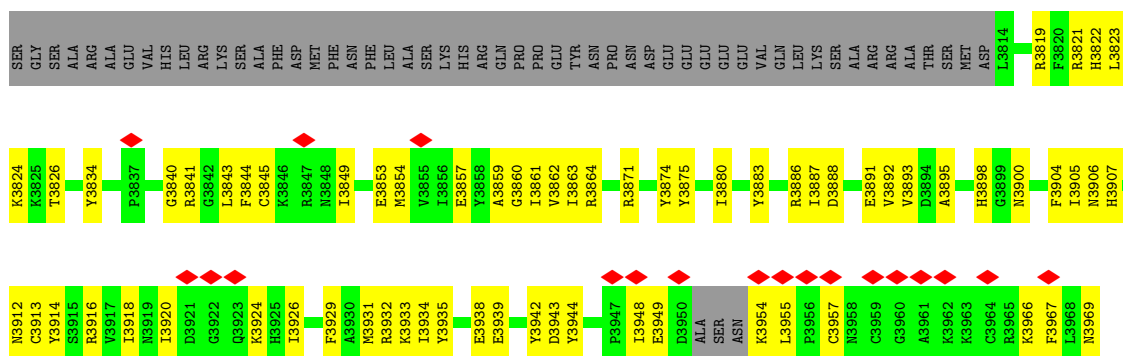 SER GLY SER ALA ALA ARG ALA GLU VAL HIS LEU ARG LYS SER ALA PHE ASP MET PHE ASN PHE LEU ALA SER LYS HIS ARG GLN PRO PRO GLU TYR ASN PRO ASN ASP GLU GLU GLU GLU GLU VAL GLN LEU LYS SER ALA ARG ARG ALA THR SER MET ASP L3814 R3819 F3820 R3821 H3822 L3823
K3824 K3825 T3826 Y3834 P3837 G3840 R3841 G3842 L3843 F3844 C3845 K3846 R3847 N3848 I3849 E3853 M3854 V3855 I3856 E3857 Y3858 A3859 G3860 I3861 V3862 I3863 R3864 R3871 Y3874 Y3875 I3880 Y3883 R3886 I3887 D3888 E3891 V3892 V3893 D3894 A3895 H3898 G3899 N3900 F3904 I3905 N3906 H3907
N3912 C3913 Y3914 S3915 R3916 V3917 I3918 N3919 I3920 D3921 G3922 Q3923 K3924 H3925 I3926 F3929 A3930 M3931 R3932 K3933 I3934 Y3935 E3938 E3939 Y3942 D3943 Y3944 P3947 I3948 E3949 D3950 ALA SER ASN K3954 L3955 P3956 C3957 N3958 C3959 G3960 A3961 K3962 K3963 C3964 R3965 K3966 F3967 L3968 N3969